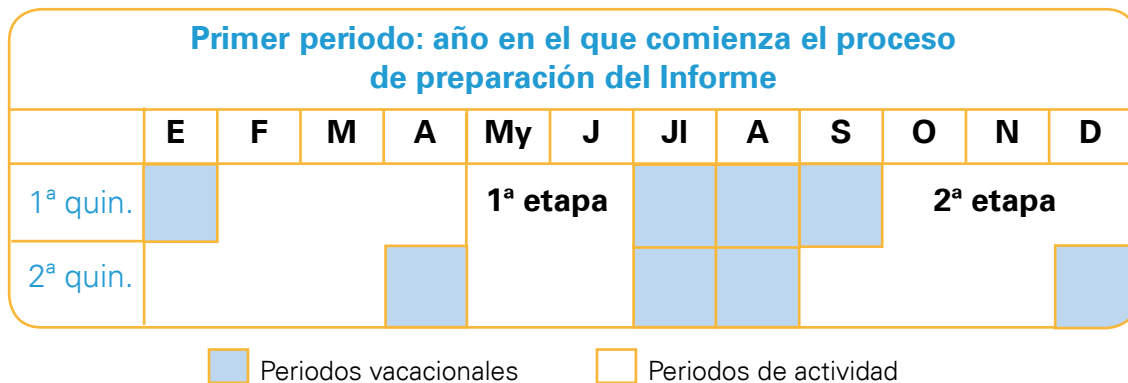 Primer periodo: año en el que comienza el proceso
de preparación del Informe
E F M A My J Jl A S O N D
1ª quin. 1ª etapa 2ª etapa
2ª quin.
Periodos vacacionales Periodos de actividad